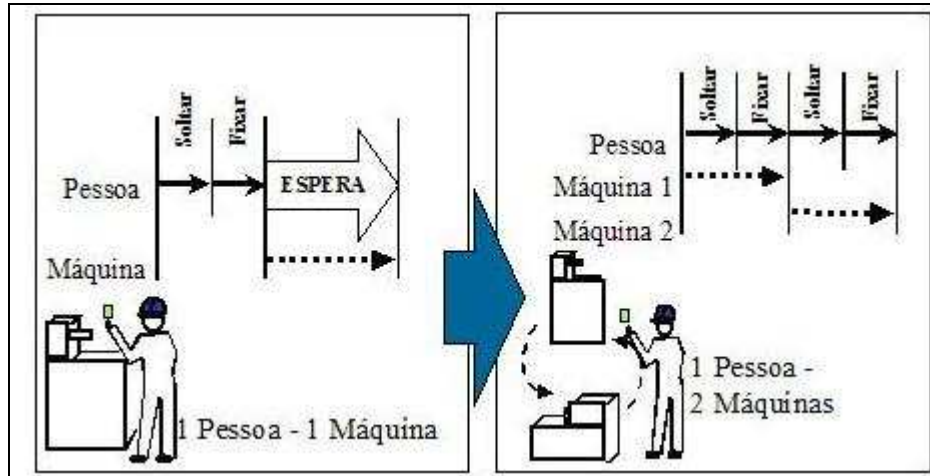 Soltar
Fixar
Pessoa
ESPERA
Máquina
1 Pessoa - 1 Máquina
Soltar
Fixar
Soltar
Fixar
Pessoa
Máquina 1
Máquina 2
1 Pessoa -
2 Máquinas